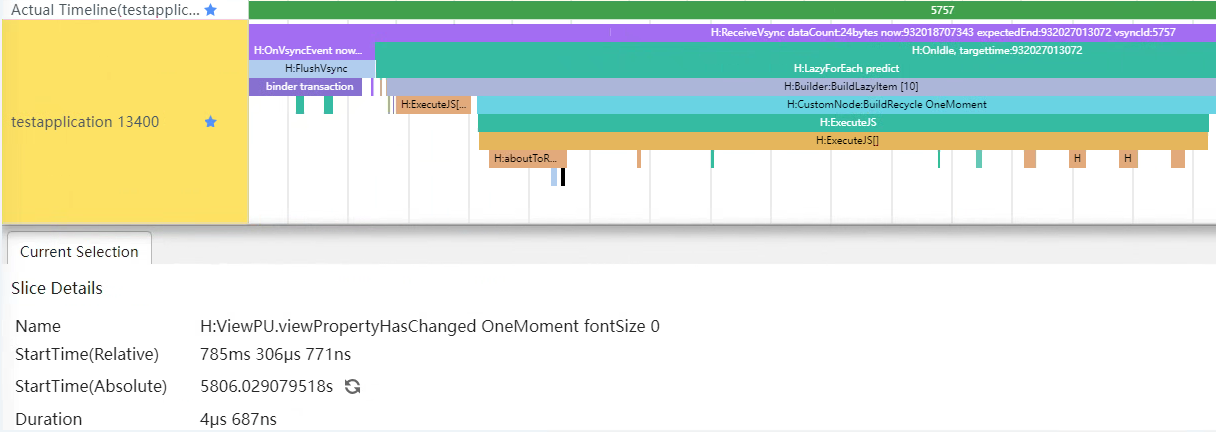 Actual Timeline(testapplic...
5757
H:ReceiveVsync dataCount:24bytes now:932018707343 expectedEnd:932027013072 vsyncId:5757
H:OnVsyncEvent now...
H:OnIdle, targettime:932027013072
H:FlushVsync
H:LazyForEach predict
binder transaction
H:Builder:BuildLazyItem [10]
H:ExecuteJS[...
H:CustomNode:BuildRecycle OneMoment
testapplication 13400
H:ExecuteJS
H:ExecuteJS[]
H:aboutToR...
H
H
Current Selection
Slice Details
Name H:ViewPU.viewPropertyHasChanged OneMoment fontSize 0
StartTime(Relative) 785ms 306μs 771ns
StartTime(Absolute) 5806.029079518s
Duration 4μs 687ns